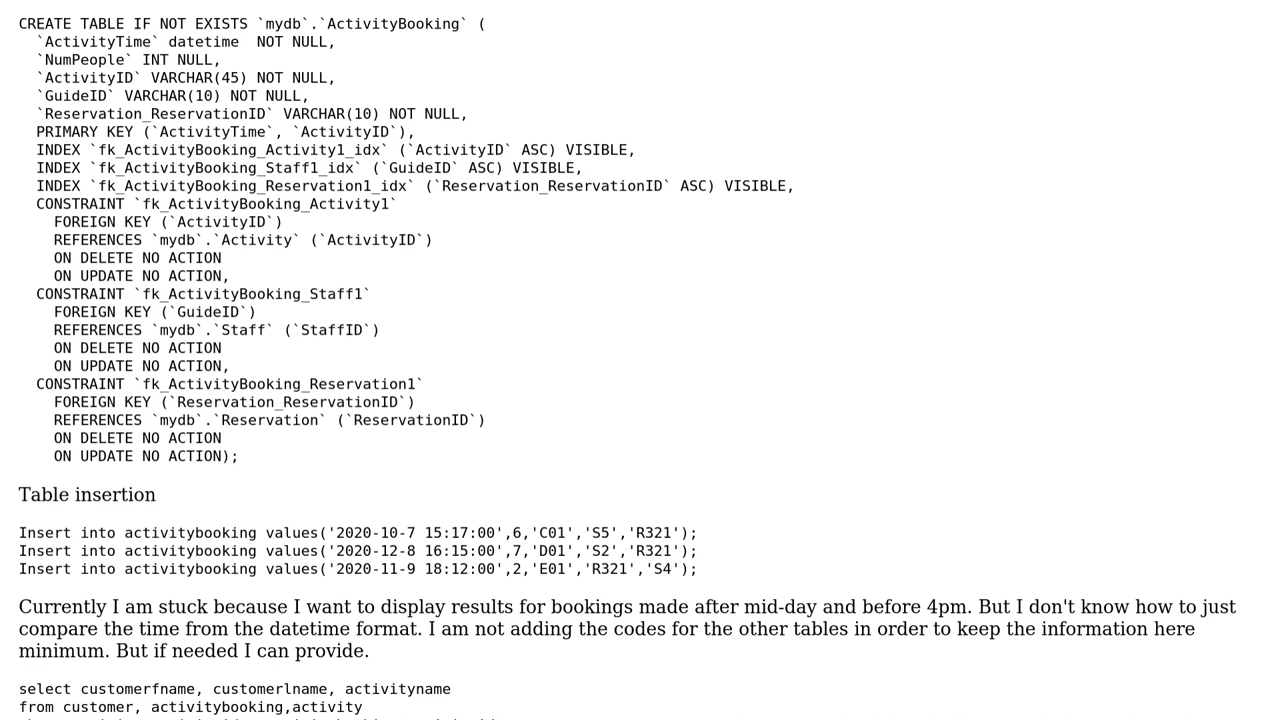 CREATE TABLE IF NOT EXISTS `mydb`.`ActivityBooking` (
  `ActivityTime` datetime  NOT NULL,
  `NumPeople` INT NULL,
  `ActivityID` VARCHAR(45) NOT NULL,
  `GuideID` VARCHAR(10) NOT NULL,
  `Reservation_ReservationID` VARCHAR(10) NOT NULL,
  PRIMARY KEY (`ActivityTime`, `ActivityID`),
  INDEX `fk_ActivityBooking_Activity1_idx` (`ActivityID` ASC) VISIBLE,
  INDEX `fk_ActivityBooking_Staff1_idx` (`GuideID` ASC) VISIBLE,
  INDEX `fk_ActivityBooking_Reservation1_idx` (`Reservation_ReservationID` ASC) VISIBLE,
  CONSTRAINT `fk_ActivityBooking_Activity1`
    FOREIGN KEY (`ActivityID`)
    REFERENCES `mydb`.`Activity` (`ActivityID`)
    ON DELETE NO ACTION
    ON UPDATE NO ACTION,
  CONSTRAINT `fk_ActivityBooking_Staff1`
    FOREIGN KEY (`GuideID`)
    REFERENCES `mydb`.`Staff` (`StaffID`)
    ON DELETE NO ACTION
    ON UPDATE NO ACTION,
  CONSTRAINT `fk_ActivityBooking_Reservation1`
    FOREIGN KEY (`Reservation_ReservationID`)
    REFERENCES `mydb`.`Reservation` (`ReservationID`)
    ON DELETE NO ACTION
    ON UPDATE NO ACTION);
Table insertion
Insert into activitybooking values('2020-10-7 15:17:00',6,'C01','S5','R321');
Insert into activitybooking values('2020-12-8 16:15:00',7,'D01','S2','R321');
Insert into activitybooking values('2020-11-9 18:12:00',2,'E01','R321','S4');
Currently I am stuck because I want to display results for bookings made after mid-day and before 4pm. But I don't know how to just
compare the time from the datetime format. I am not adding the codes for the other tables in order to keep the information here
minimum. But if needed I can provide.
select customerfname, customerlname, activityname
from customer, activitybooking,activity